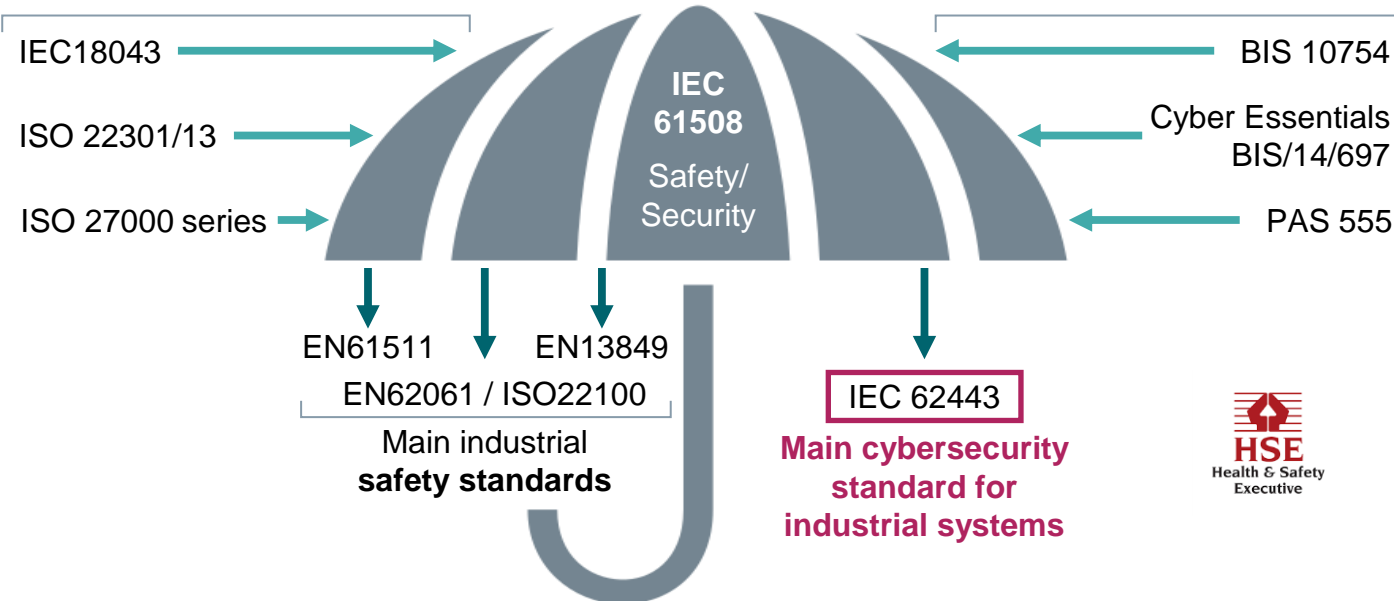 IEC18043
ISO 22301/13
ISO 27000 series
IEC
61508
Safety/
Security
BIS 10754
Cyber Essentials
BIS/14/697
PAS 555
EN61511
EN13849
EN62061 / ISO22100
Main industrial
safety standards
IEC 62443
Main cybersecurity
standard for
industrial systems
HSE
Health & Safety
Executive